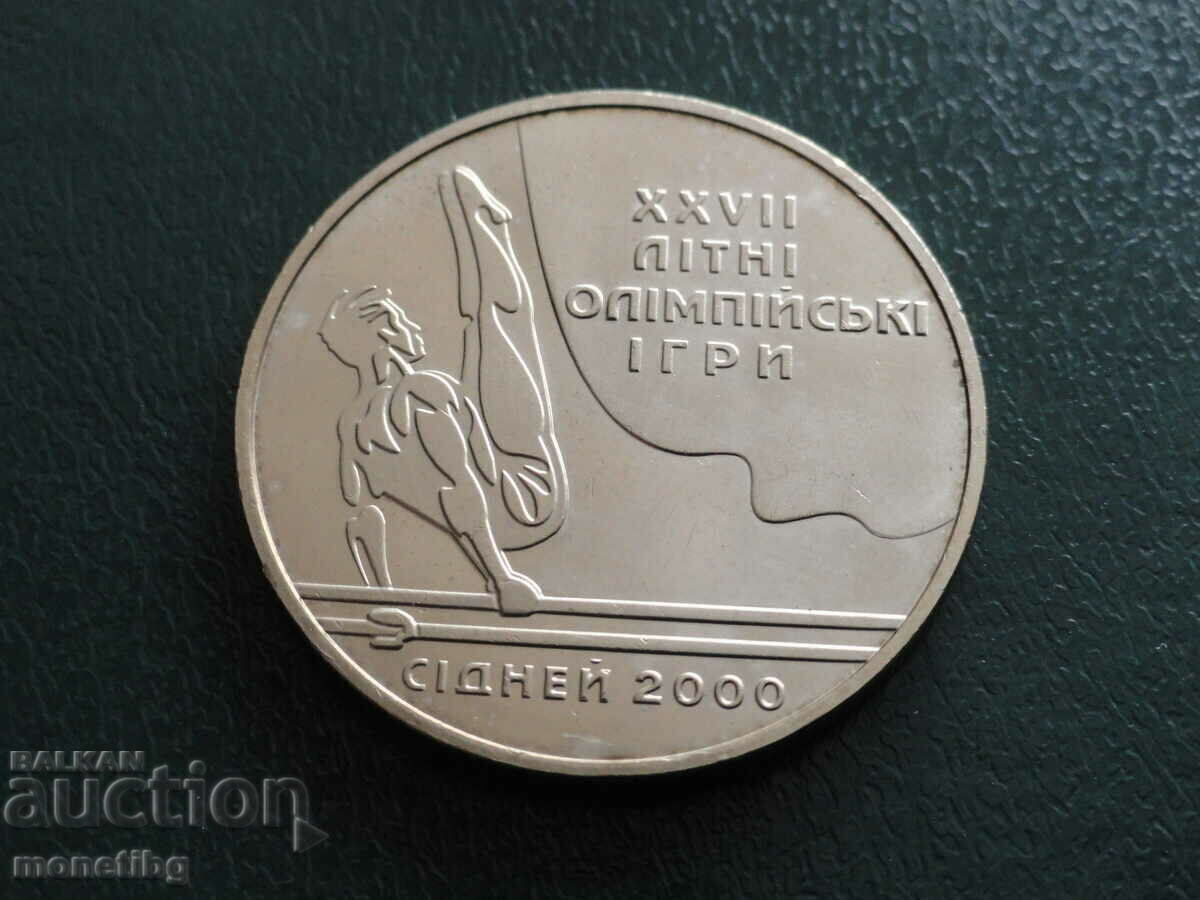 XXVII
ЛІТНІ
ОЛІМПІЙСЬКІ
ІГРИ
СІДНЕЙ 2000
BALKAN
auction
monetibg